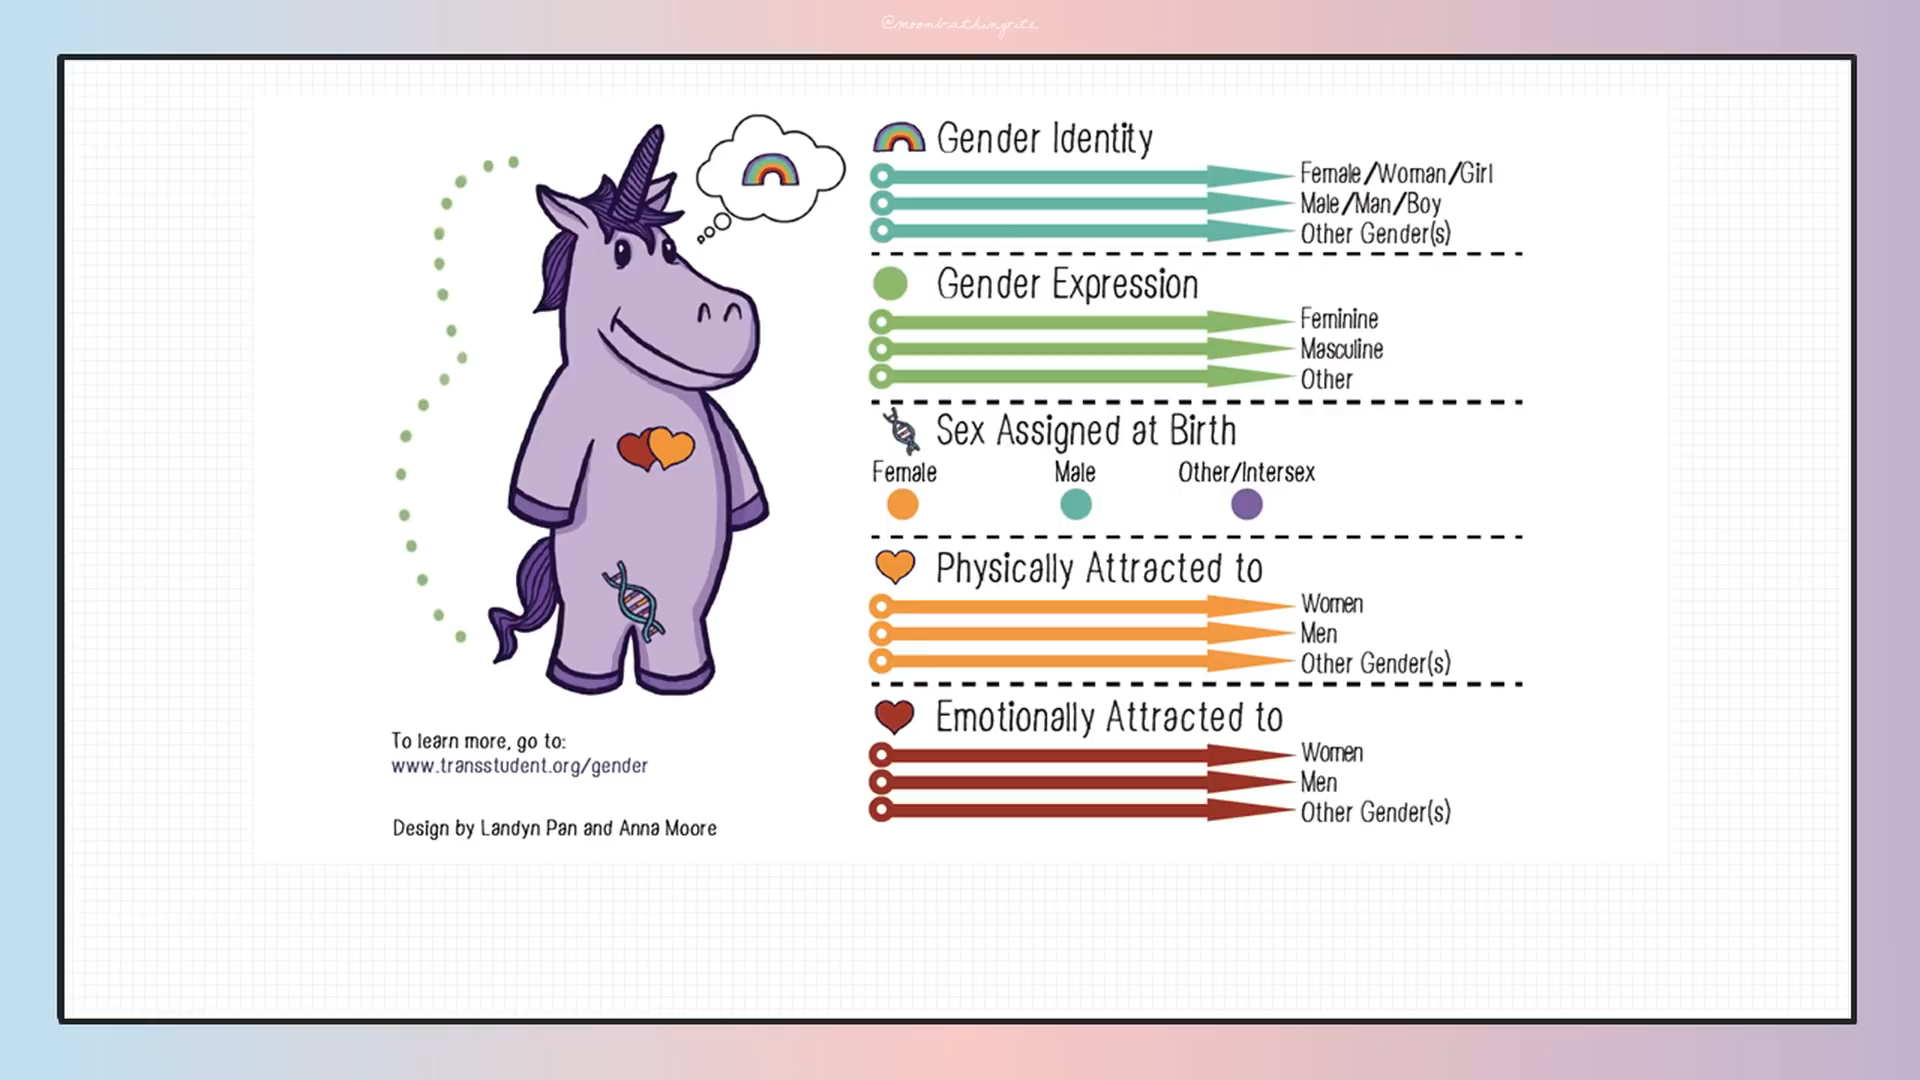 @moonbrathingrite
Gender Identity
Female/Woman/Girl
Male/Man/Boy
Other Gender(s)
Gender Expression
Feminine
Masculine
Other
Sex Assigned at Birth
Female Male Other/Intersex
Physically Attracted to
Women
Men
Other Gender(s)
Emotionally Attracted to
Women
Men
Other Gender(s)
To learn more, go to:
www.transstudent.org/gender
Design by Landyn Pan and Anna Moore